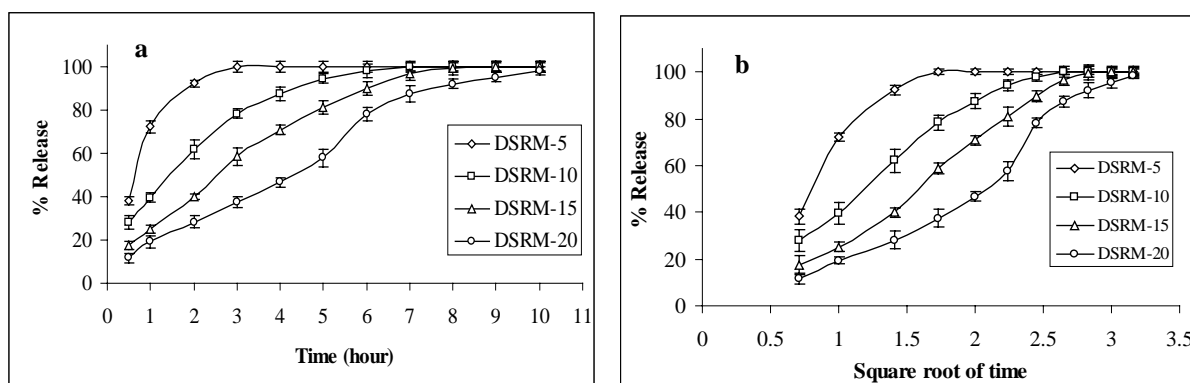 a
% Release
100
80
60
40
20
0
DSRM-5
DSRM-10
DSRM-15
DSRM-20
0 1 2 3 4 5 6 7 8 9 10 11
Time (hour)
b
% Release
100
80
60
40
20
0
DSRM-5
DSRM-10
DSRM-15
DSRM-20
0 0.5 1 1.5 2 2.5 3 3.5
Square root of time